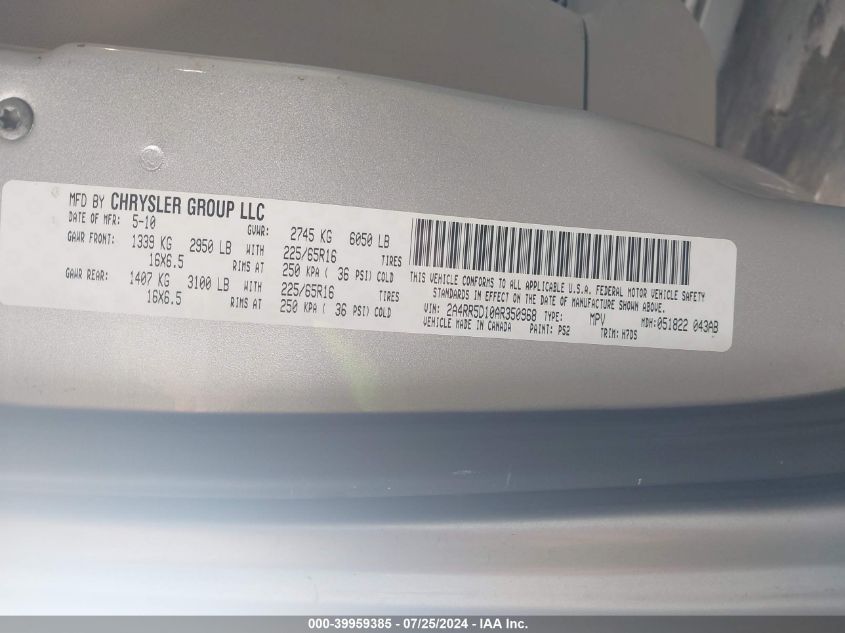 MFD BY CHRYSLER GROUP LLC
DATE OF MFR: 5-10 GVWR: 2745 KG 6050 LB
GAWR FRONT: 1339 KG 2950 LB WITH 225/65R16 TIRES
16X6.5 RIMS AT 250 KPA ( 36 PSI) COLD
GAWR REAR: 1407 KG 3100 LB WITH 225/65R16 TIRES
16X6.5 RIMS AT 250 KPA ( 36 PSI) COLD
THIS VEHICLE CONFORMS TO ALL APPLICABLE U.S.A. FEDERAL MOTOR VEHICLE SAFETY
STANDARDS IN EFFECT ON THE DATE OF MANUFACTURE SHOWN ABOVE.
VIN: 2A4RR5D10AR350968 TYPE: MPV MDH:051822 043AB
VEHICLE MADE IN CANADA PAINT: PS2 TRIM: H7DS
000-39959385 - 07/25/2024 - IAA Inc.